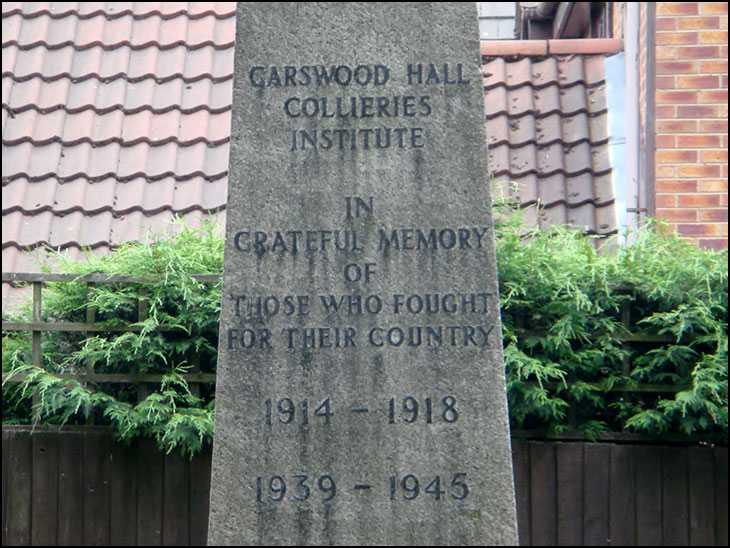 GARSWOOD HALL
COLLIERIES
INSTITUTE
IN
GRATEFUL MEMORY
OF
THOSE WHO FOUGHT
FOR THEIR COUNTRY
1914 - 1918
1939 - 1945